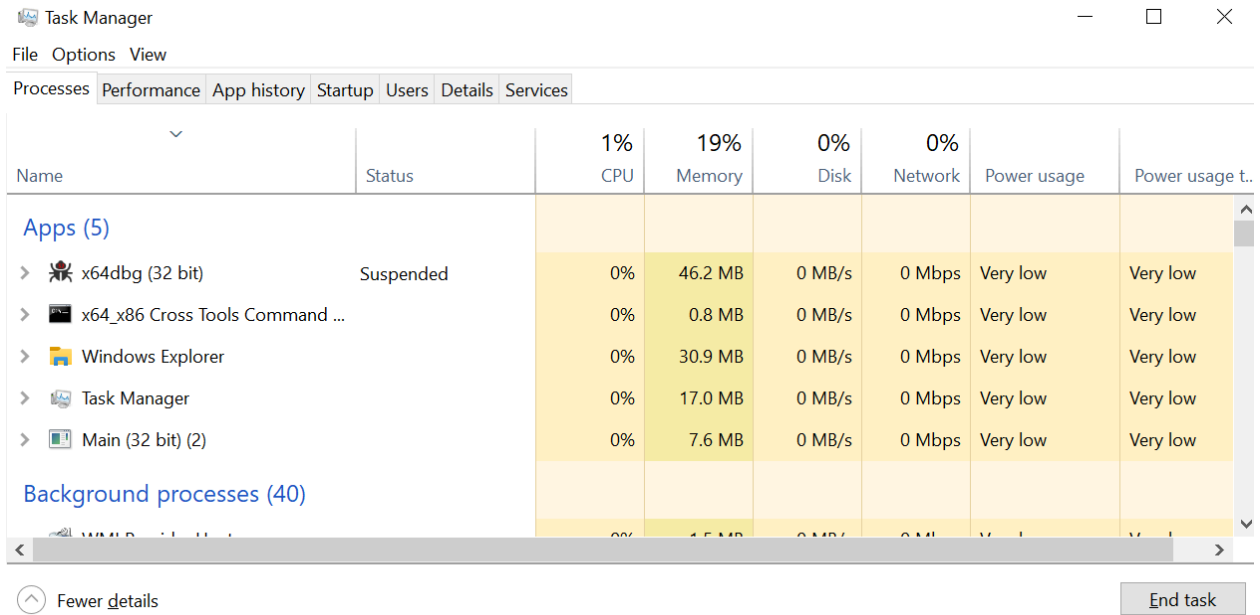 Task Manager
File Options View
Processes Performance App history Startup Users Details Services
1% 19% 0% 0%
Name Status CPU Memory Disk Network Power usage Power usage t...
Apps (5)
x64dbg (32 bit) Suspended 0% 46.2 MB 0 MB/s 0 Mbps Very low Very low
x64_x86 Cross Tools Command ... 0% 0.8 MB 0 MB/s 0 Mbps Very low Very low
Windows Explorer 0% 30.9 MB 0 MB/s 0 Mbps Very low Very low
Task Manager 0% 17.0 MB 0 MB/s 0 Mbps Very low Very low
Main (32 bit) (2) 0% 7.6 MB 0 MB/s 0 Mbps Very low Very low
Background processes (40)
Fewer details
End task